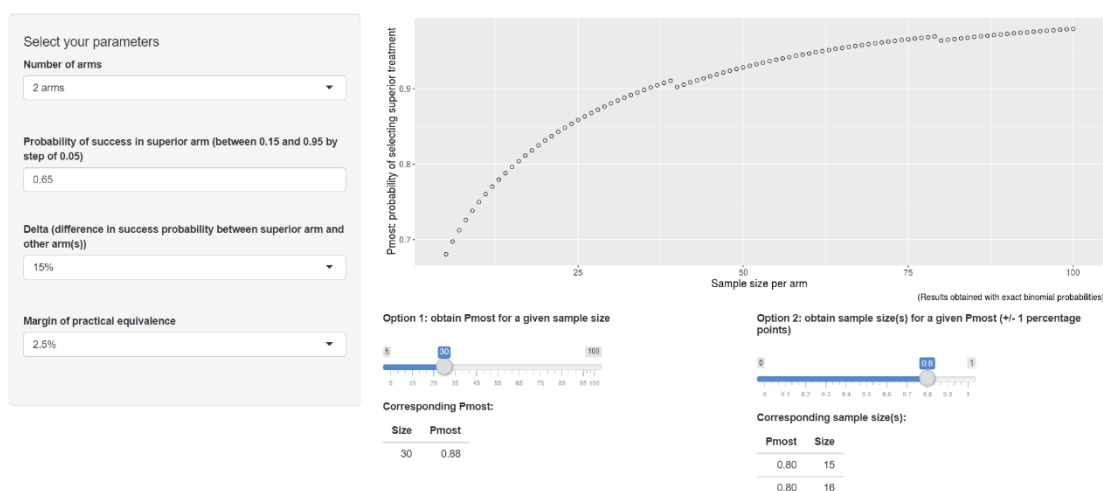 Select your parameters
Number of arms
2 arms
Probability of success in superior arm (between 0.15 and 0.95 by
step of 0.05)
0.65
Delta (difference in success probability between superior arm and
other arm(s))
15%
Margin of practical equivalence
2.5%
Pmost: probability of selecting superior treatment
0.9
0.8
0.7
25 50 75 100
Sample size per arm
(Results obtained with exact binomial probabilities)
Option 1: obtain Pmost for a given sample size
5 30 100
5 15 25 35 45 55 65 75 85 95 100
Corresponding Pmost:
Size Pmost
30 0.88
Option 2: obtain sample size(s) for a given Pmost (+/- 1 percentage
points)
0 0.8 1
0 0.1 0.2 0.3 0.4 0.5 0.6 0.7 0.8 0.9 1
Corresponding sample size(s):
Pmost Size
0.80 15
0.80 16